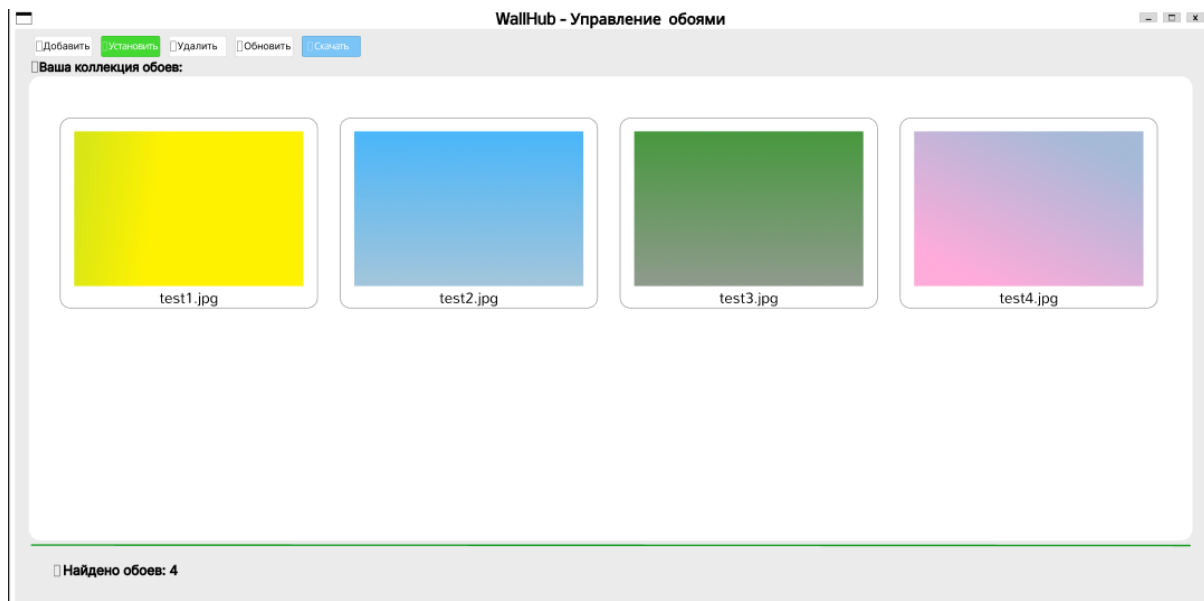 WallHub - Управление обоями
Добавить Установить Удалить Обновить Скачать
Ваша коллекция обоев:
test1.jpg test2.jpg test3.jpg test4.jpg
Найдено обоев: 4